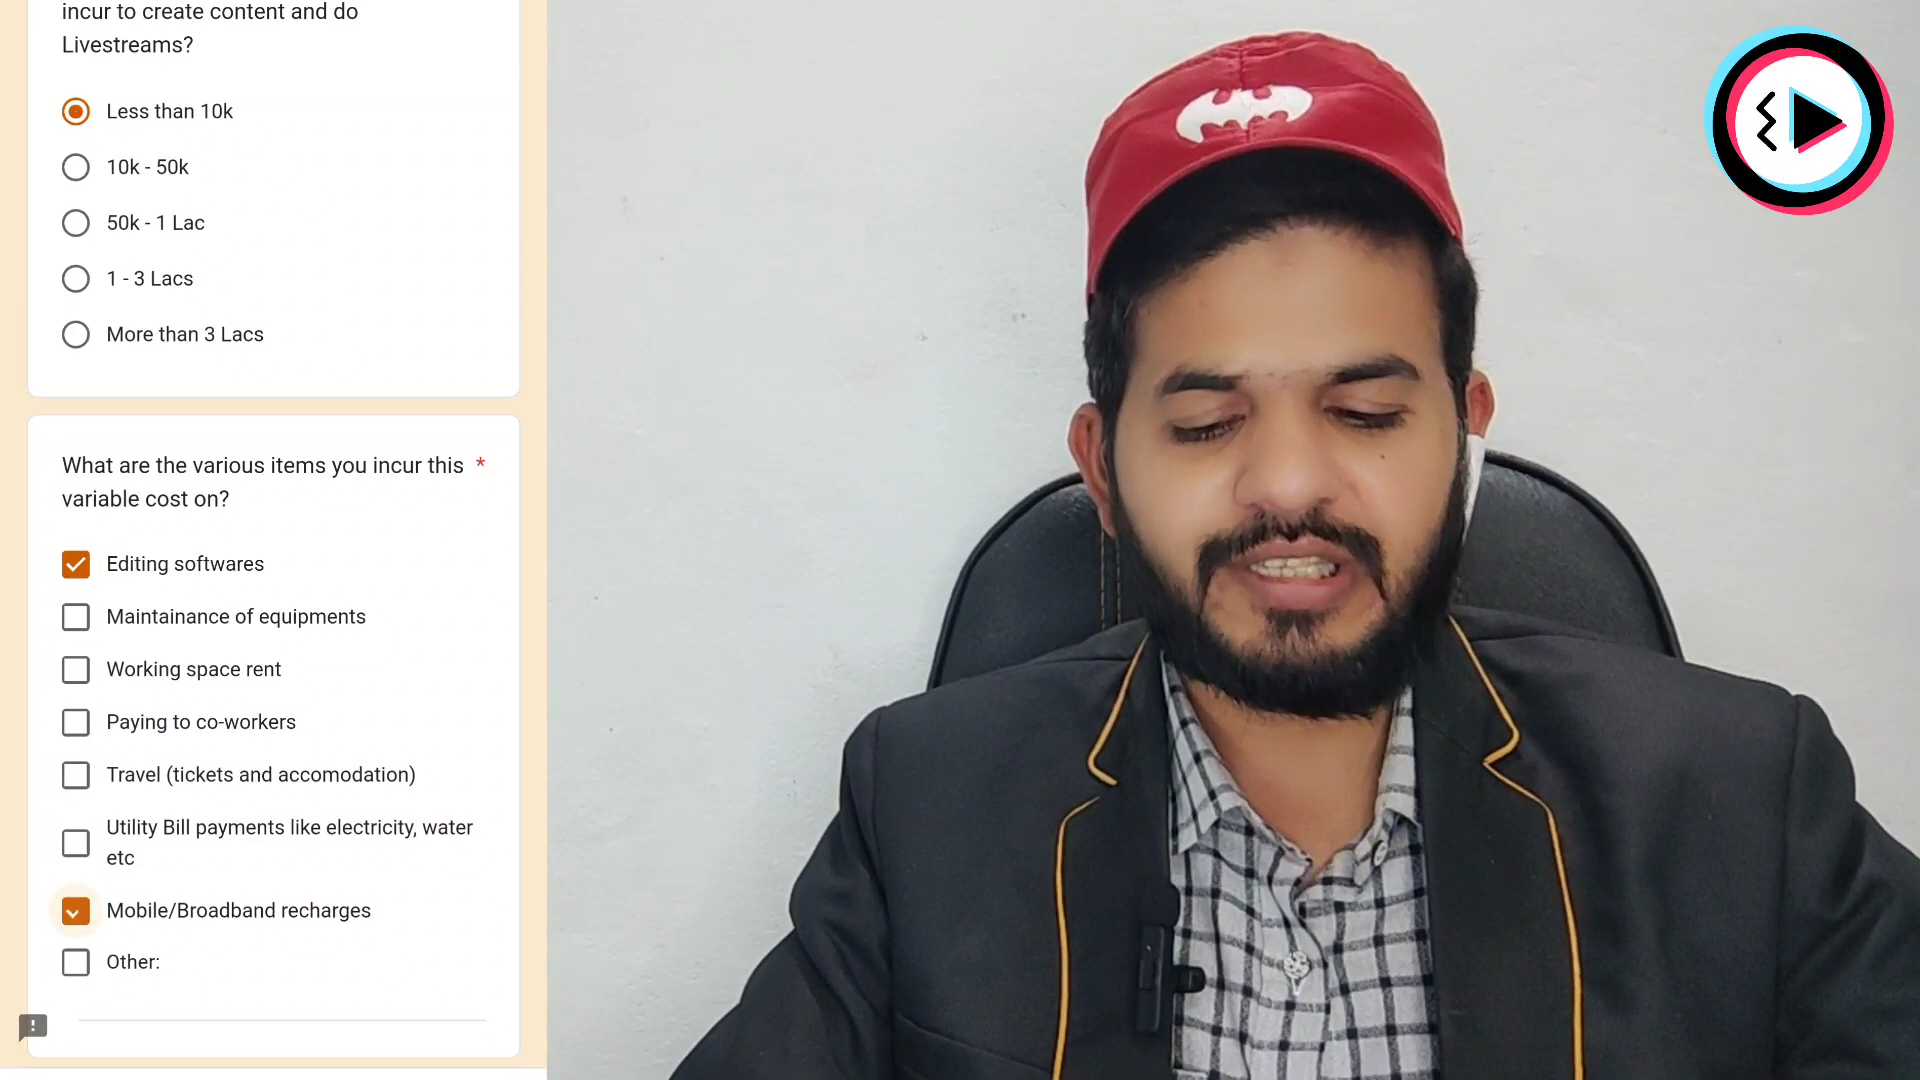 incur to create content and do
Livestreams?
Less than 10k
10k - 50k
50k - 1 Lac
1 - 3 Lacs
More than 3 Lacs
What are the various items you incur this *
variable cost on?
Editing softwares
Maintainance of equipments
Working space rent
Paying to co-workers
Travel (tickets and accomodation)
Utility Bill payments like electricity, water
etc
Mobile/Broadband recharges
Other: